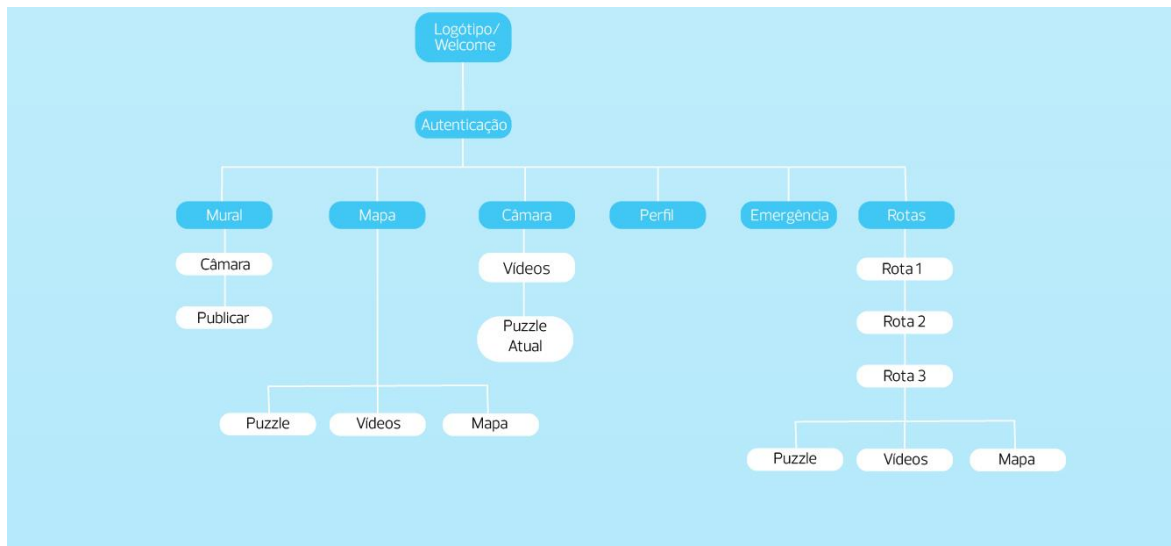 Logótipo/
Welcome
Autenticação
Mural
Mapa
Câmara
Perfil
Emergência
Rotas
Câmara
Publicar
Vídeos
Puzzle
Atual
Rota 1
Rota 2
Rota 3
Puzzle
Vídeos
Mapa
Puzzle
Vídeos
Mapa